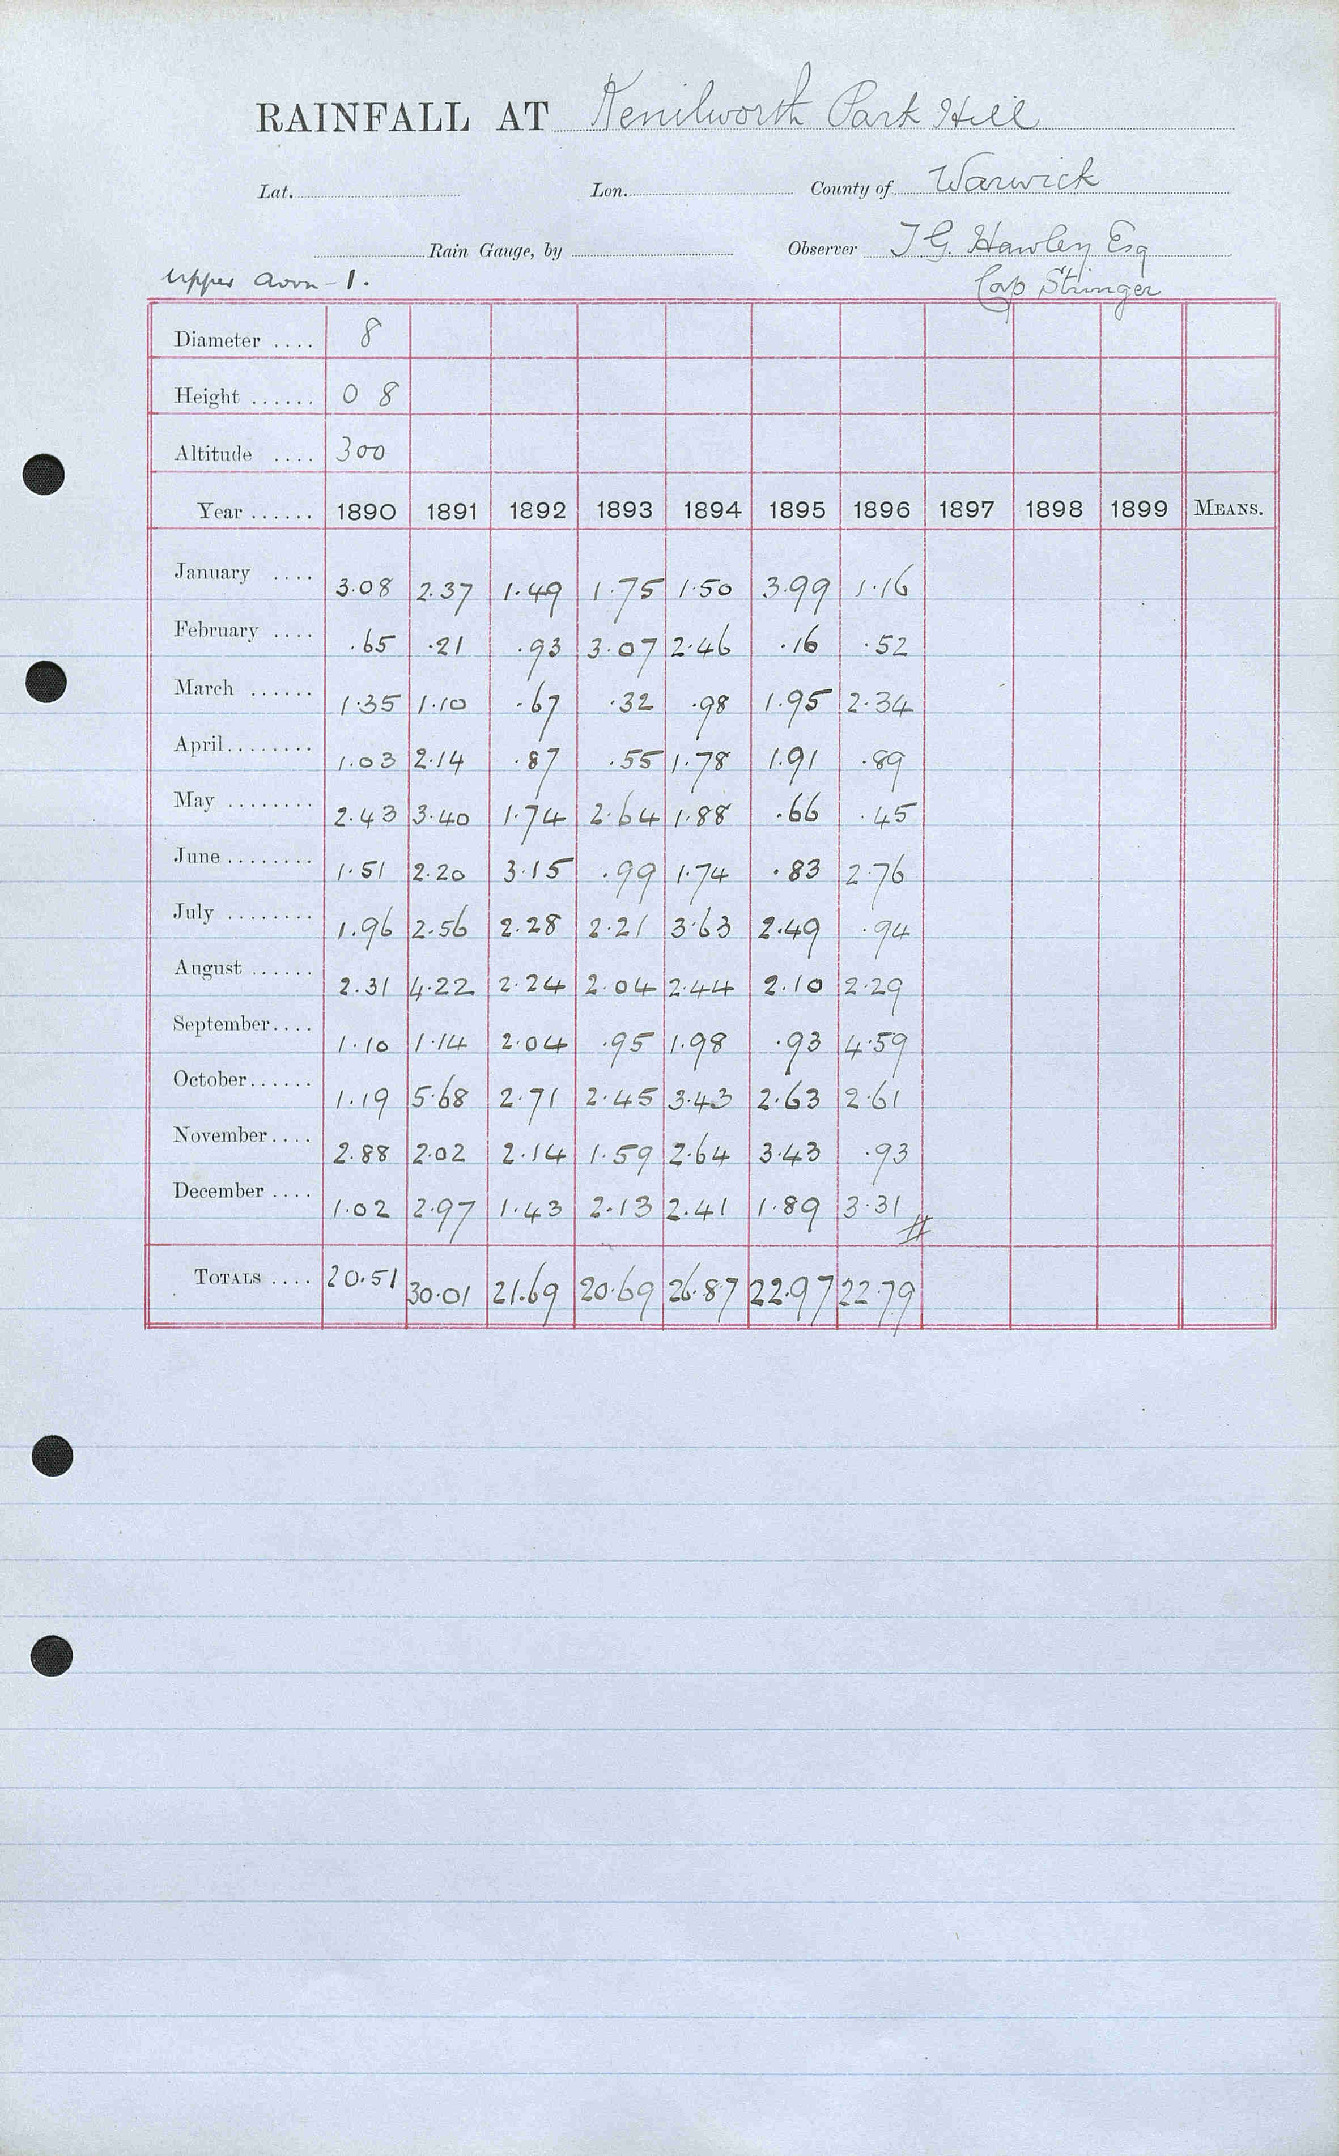 RAINFALL AT Kenilworth Park Hill
Lat. Lon. County of Warwick
Rain Gauge, by Observer T G. Hawley Esq
Upper Avon - 1. Cap Stringer
Diameter .... 8
Height ...... 0 8
Altitude .... 300
Year ...... 1890 1891 1892 1893 1894 1895 1896 1897 1898 1899 MEANS.
January .... 3.08 2.37 1.49 1.75 1.50 3.99 1.16
February .... .65 .21 .93 3.07 2.46 .16 .52
March ...... 1.35 1.10 .67 .32 .98 1.95 2.34
April........ 1.03 2.14 .87 .55 1.78 1.91 .89
May ........ 2.43 3.40 1.74 2.64 1.88 .66 .45
June ........ 1.51 2.20 3.15 .99 1.74 .83 2.76
July ........ 1.96 2.56 2.28 2.21 3.63 2.49 .94
August ...... 2.31 4.22 2.24 2.04 2.44 2.10 2.29
September.... 1.10 1.14 2.04 .95 1.98 .93 4.59
October...... 1.19 5.68 2.71 2.45 3.43 2.63 2.61
November.... 2.88 2.02 2.14 1.59 2.64 3.43 .93
December .... 1.02 2.97 1.43 2.13 2.41 1.89 3.31 #
TOTALS .... 20.51 30.01 21.69 20.69 26.87 22.97 22.79